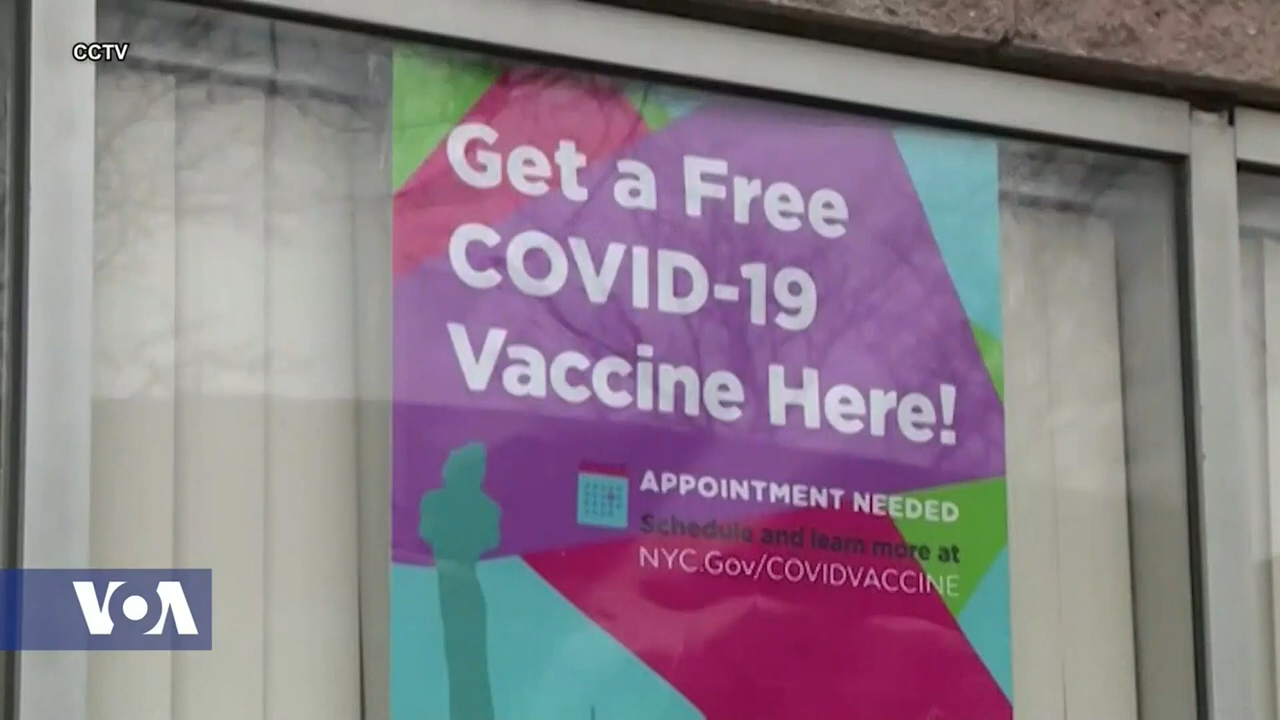 CCTV
Get a Free
COVID-19
Vaccine Here!
APPOINTMENT NEEDED
Schedule and learn more at
NYC.Gov/COVIDVACCINE
VOA